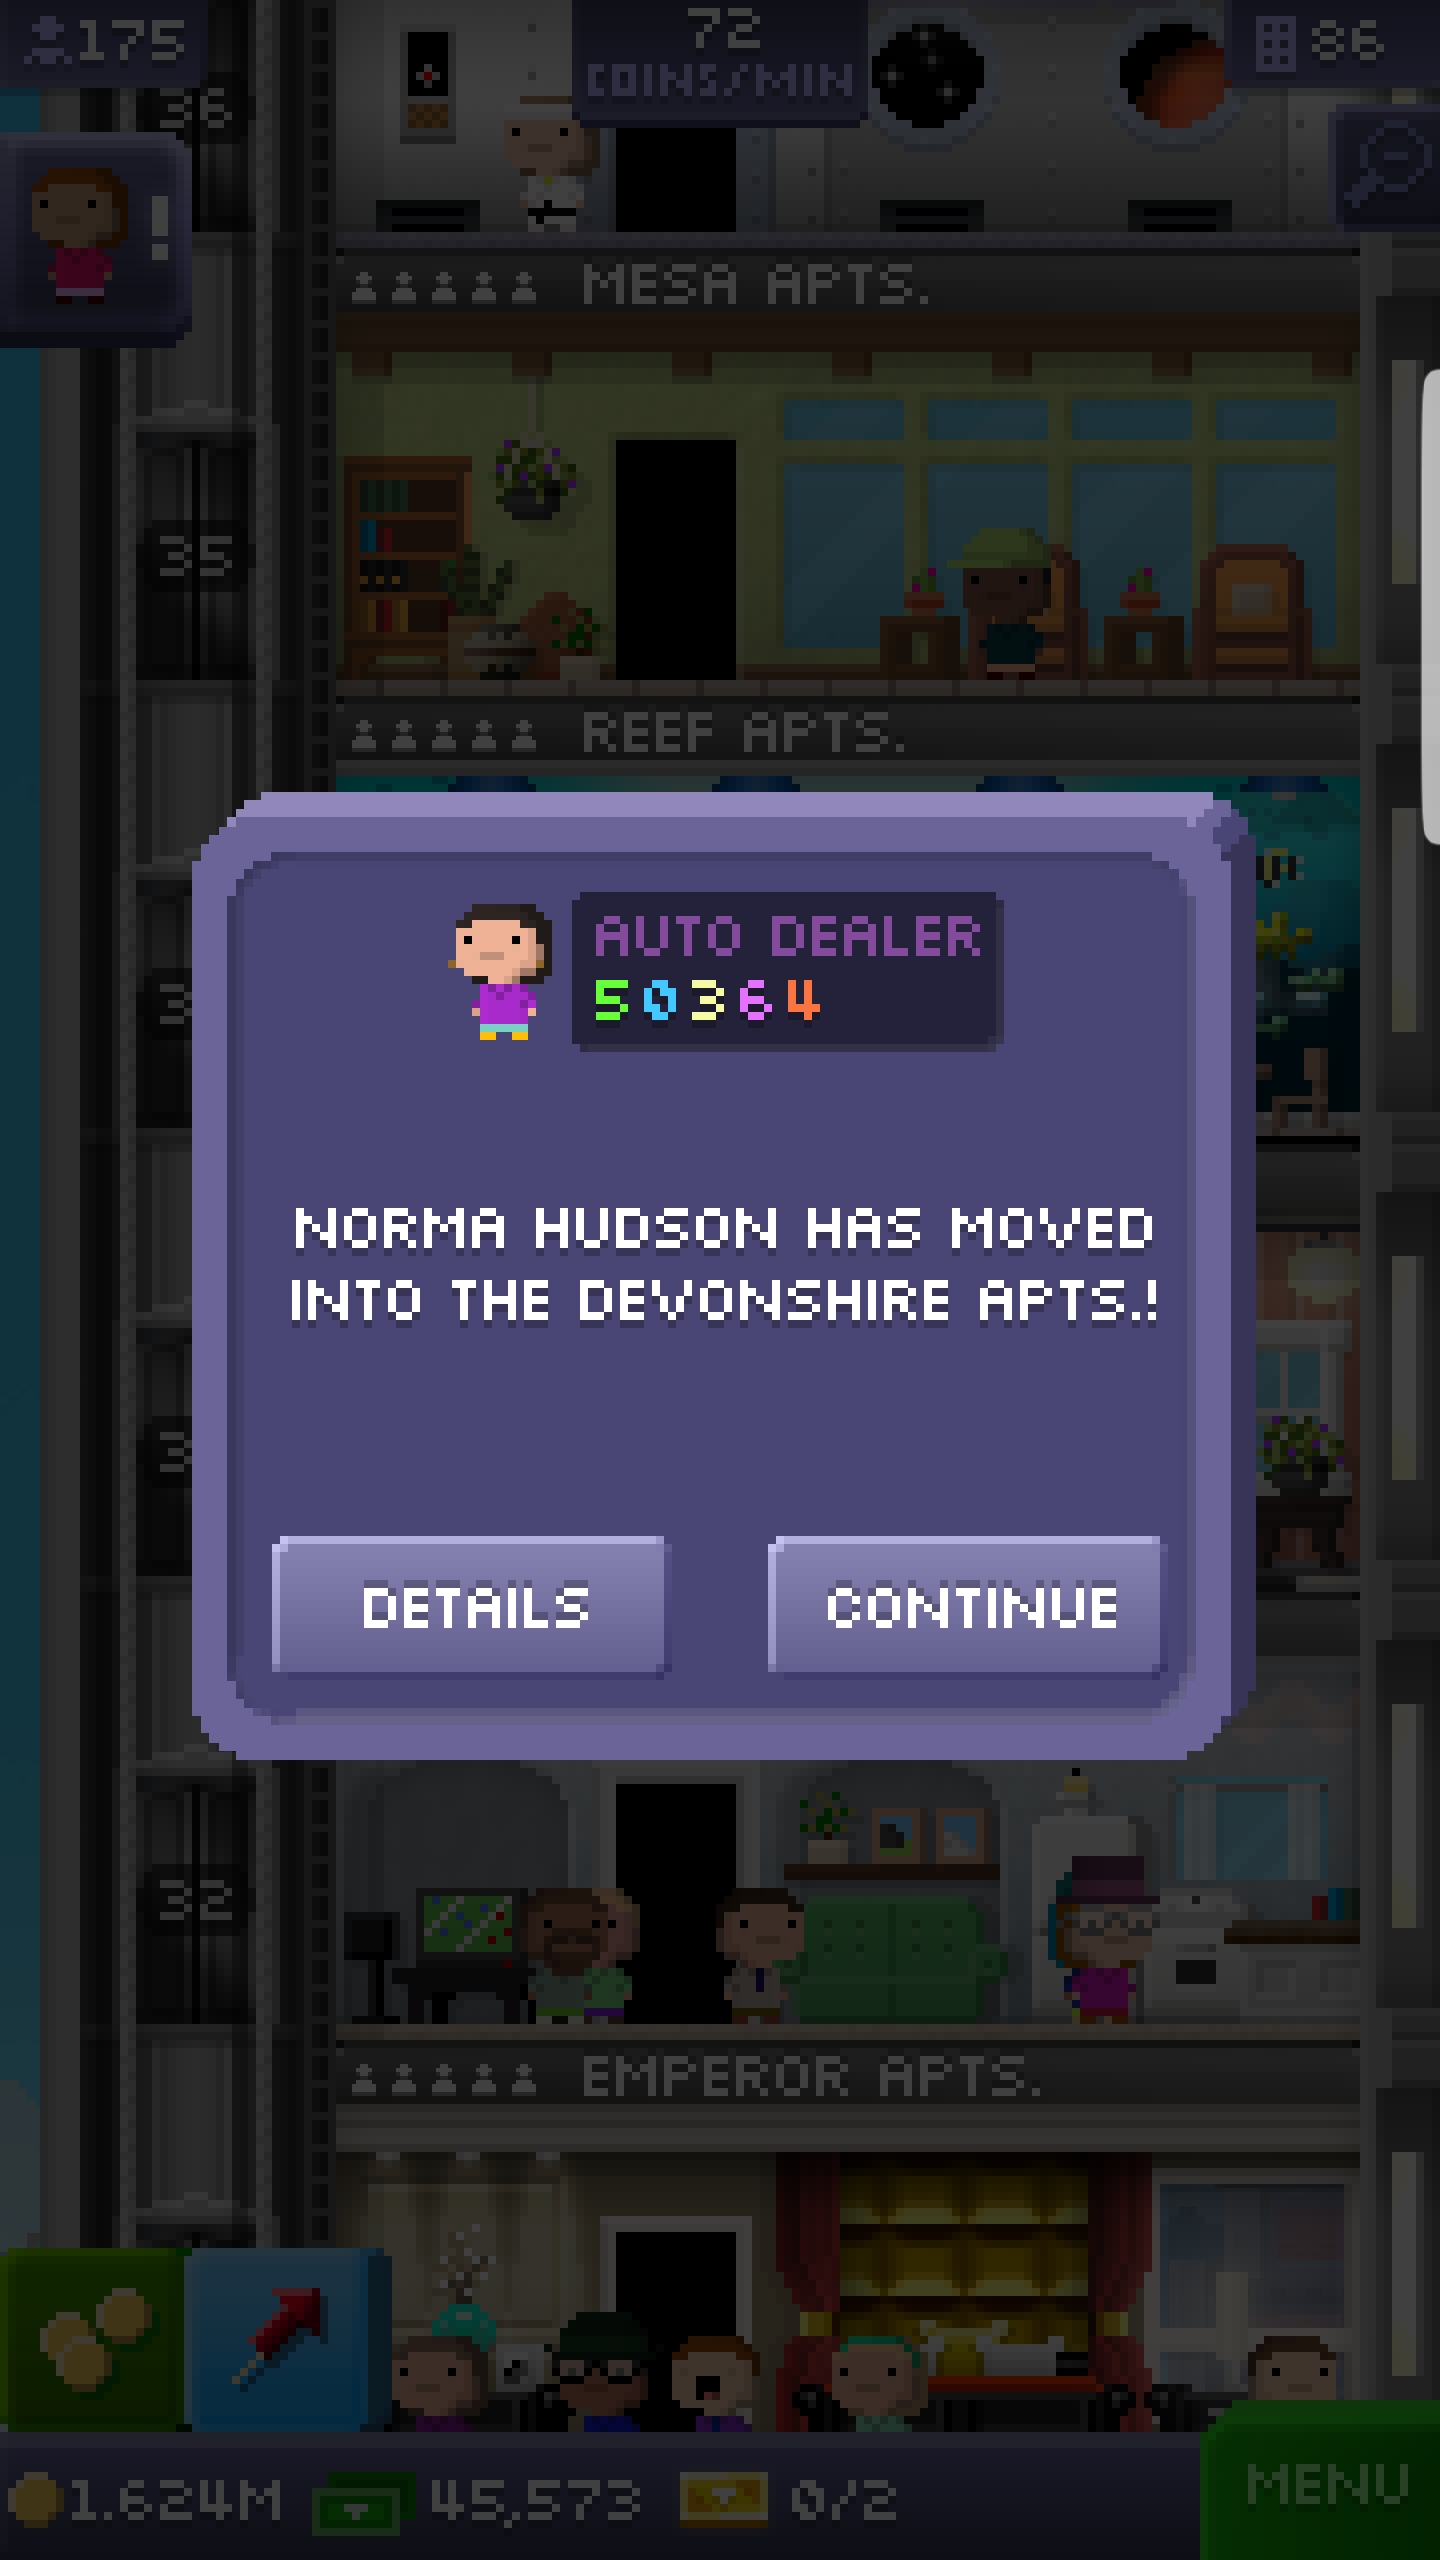 175
72
COINS/MIN
86
36
!
MESA APTS.
35
REEF APTS.
AUTO DEALER
50364
NORMA HUDSON HAS MOVED
INTO THE DEVONSHIRE APTS.!
DETAILS
CONTINUE
32
EMPEROR APTS.
1.624M
45,573
0/2
MENU